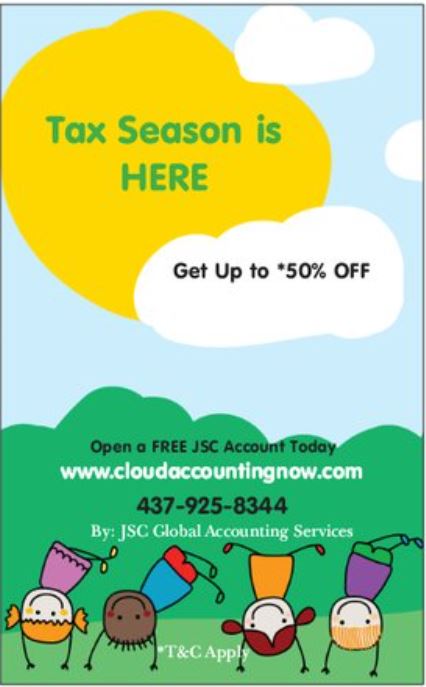 Tax Season is
HERE
Get Up to *50% OFF
Open a FREE JSC Account Today
www.cloudaccountingnow.com
437-925-8344
By: JSC Global Accounting Services
*T&C Apply